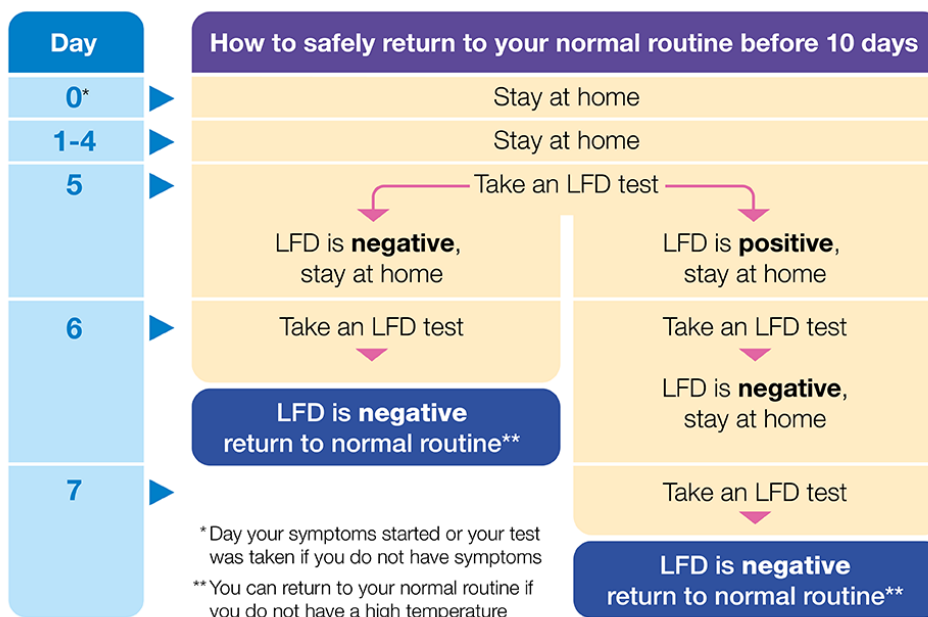 Day
How to safely return to your normal routine before 10 days
0*
Stay at home
1-4
Stay at home
5
Take an LFD test
LFD is negative,
stay at home
LFD is positive,
stay at home
6
Take an LFD test
LFD is negative
return to normal routine**
Take an LFD test
LFD is negative,
stay at home
7
Take an LFD test
LFD is negative
return to normal routine**
* Day your symptoms started or your test
was taken if you do not have symptoms
** You can return to your normal routine if
you do not have a high temperature